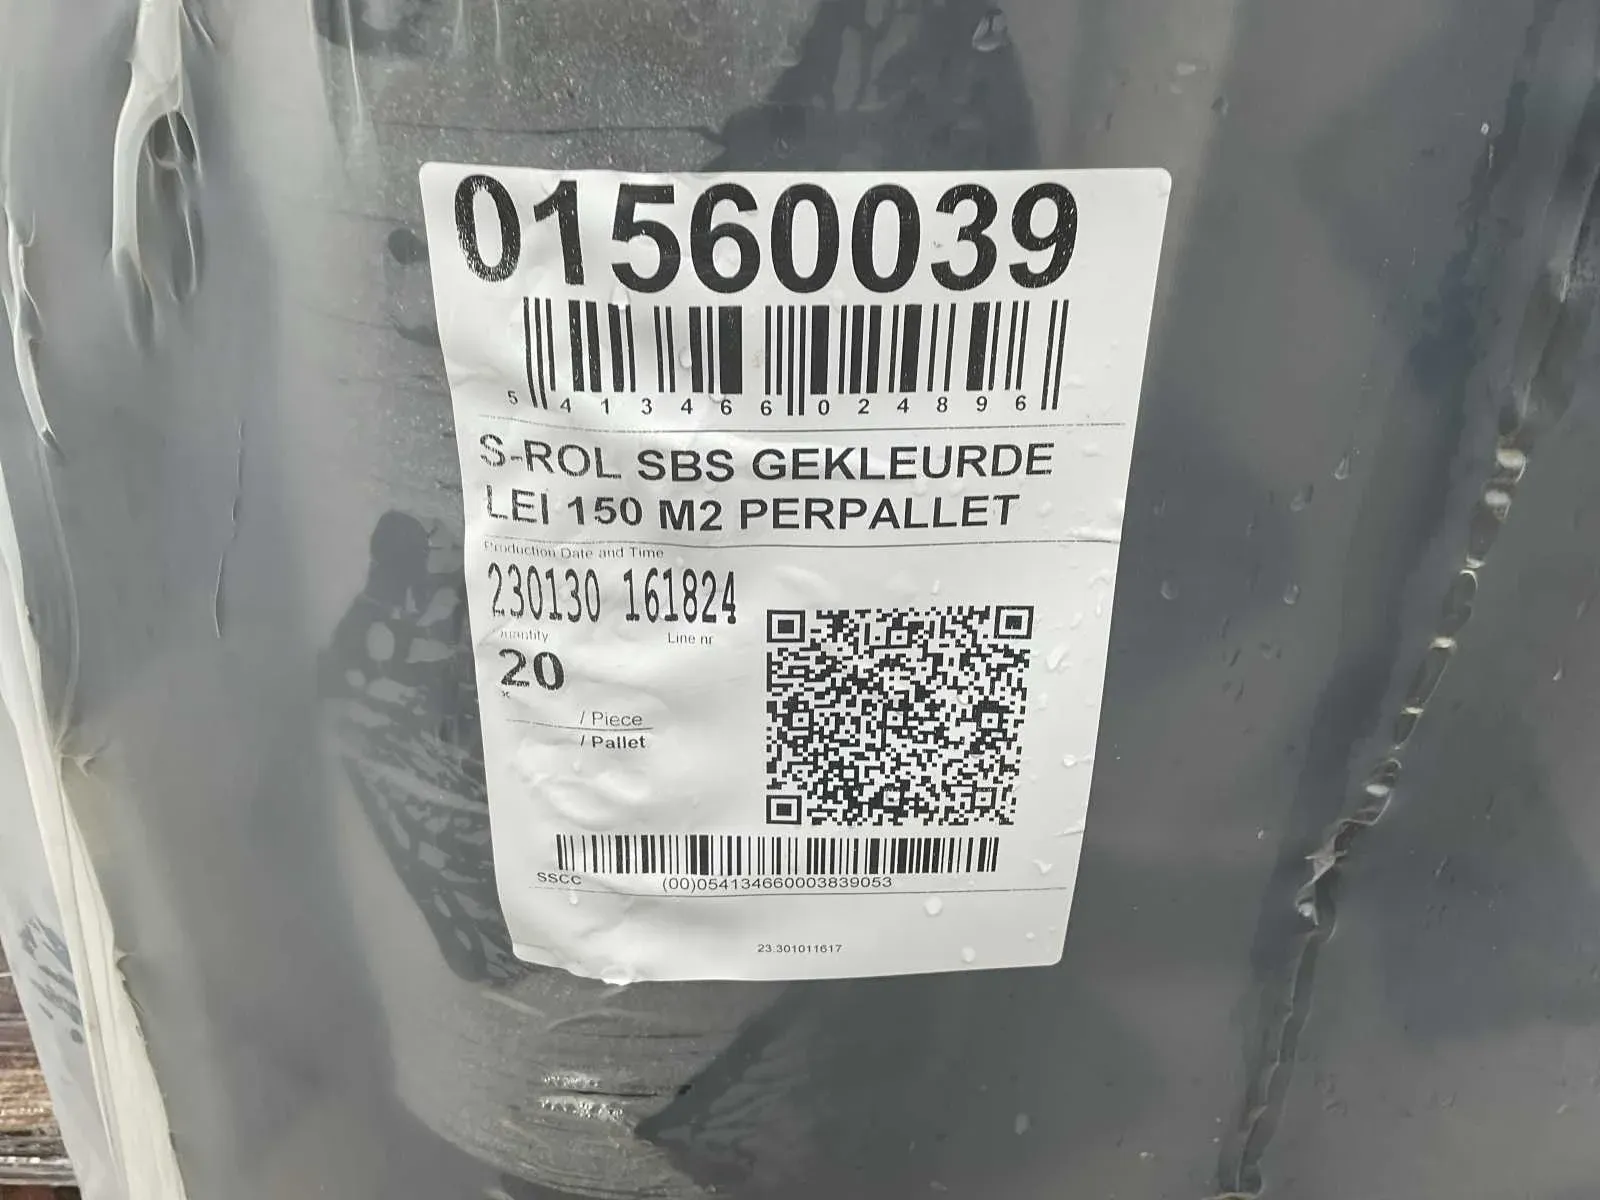 01560039
5 413466 024896
S-ROL SBS GEKLEURDE
LEI 150 M2 PERPALLET
Production Date and Time
230130 161824
Quantity Line nr
20
x
/ Piece
/ Pallet
SSCC (00)054134660003839053
23.301011617